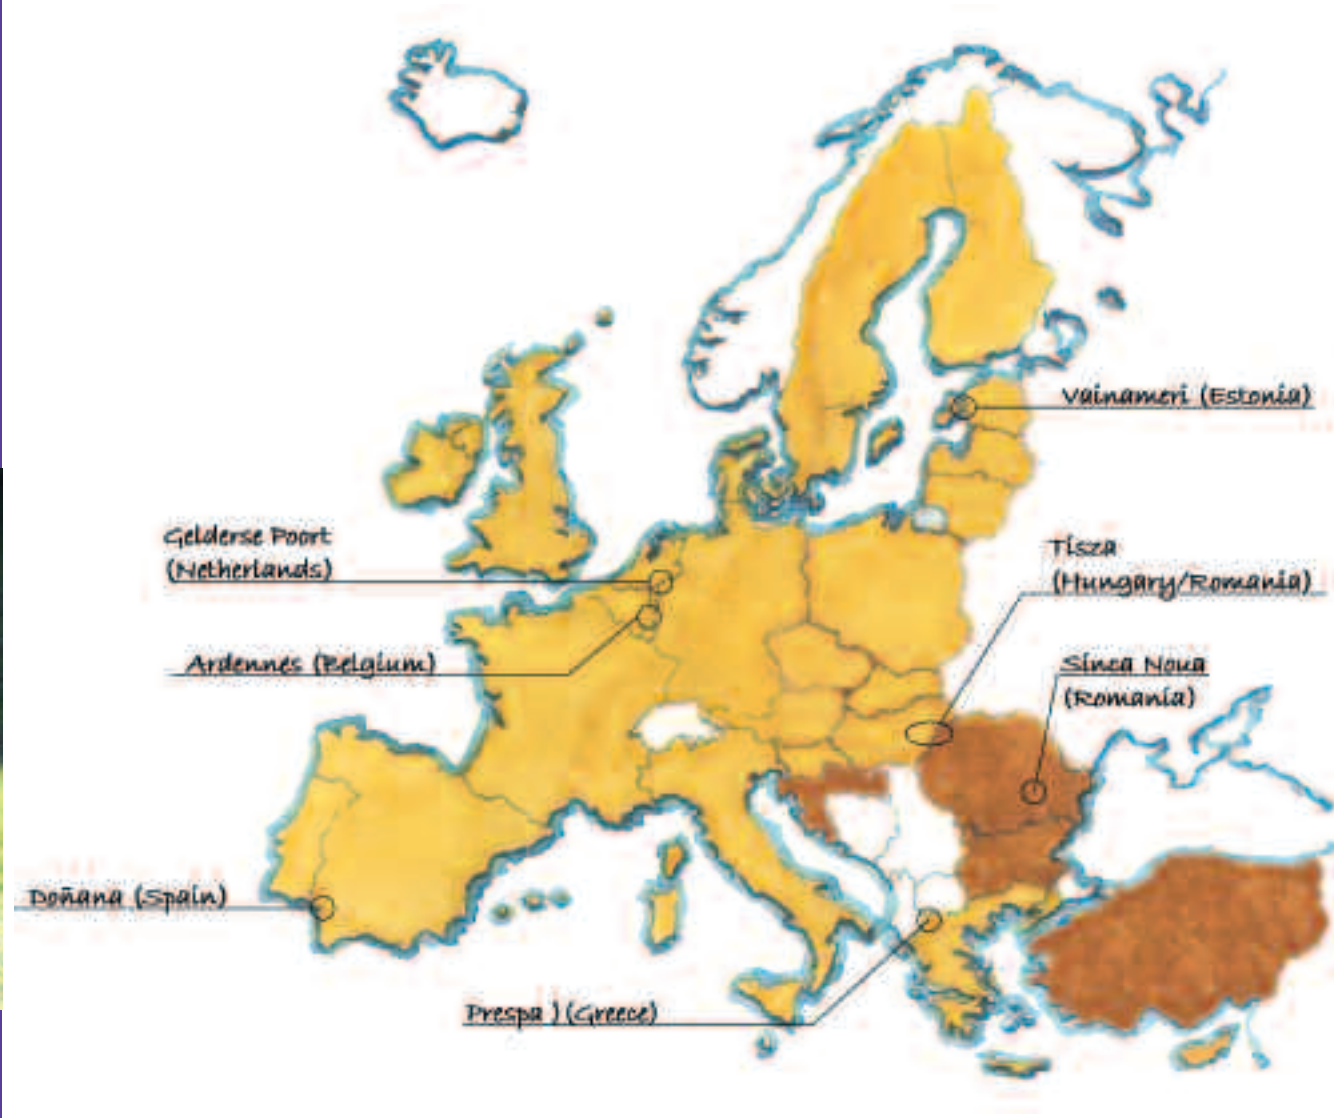 Vainameri (Estonia)
Gelderse Poort
(Netherlands)
Tisza
(Hungary/Romania)
Ardennes (Belgium)
Sinca Noua
(Romania)
Doñana (Spain)
Prespa ) (Greece)